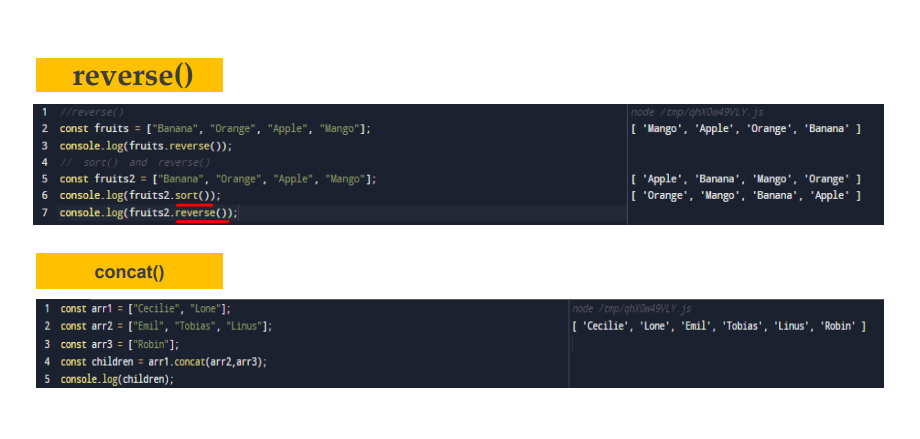 reverse()
1 //reverse()
2 const fruits = ["Banana", "Orange", "Apple", "Mango"];
3 console.log(fruits.reverse());
4 // sort() and reverse()
5 const fruits2 = ["Banana", "Orange", "Apple", "Mango"];
6 console.log(fruits2.sort());
7 console.log(fruits2.reverse());
node /tmp/qhXOw49VLY.js
[ 'Mango', 'Apple', 'Orange', 'Banana' ]
[ 'Apple', 'Banana', 'Mango', 'Orange' ]
[ 'Orange', 'Mango', 'Banana', 'Apple' ]
concat()
1 const arr1 = ["Cecilie", "Lone"];
2 const arr2 = ["Emil", "Tobias", "Linus"];
3 const arr3 = ["Robin"];
4 const children = arr1.concat(arr2,arr3);
5 console.log(children);
node /tmp/qhXOw49VLY.js
[ 'Cecilie', 'Lone', 'Emil', 'Tobias', 'Linus', 'Robin' ]